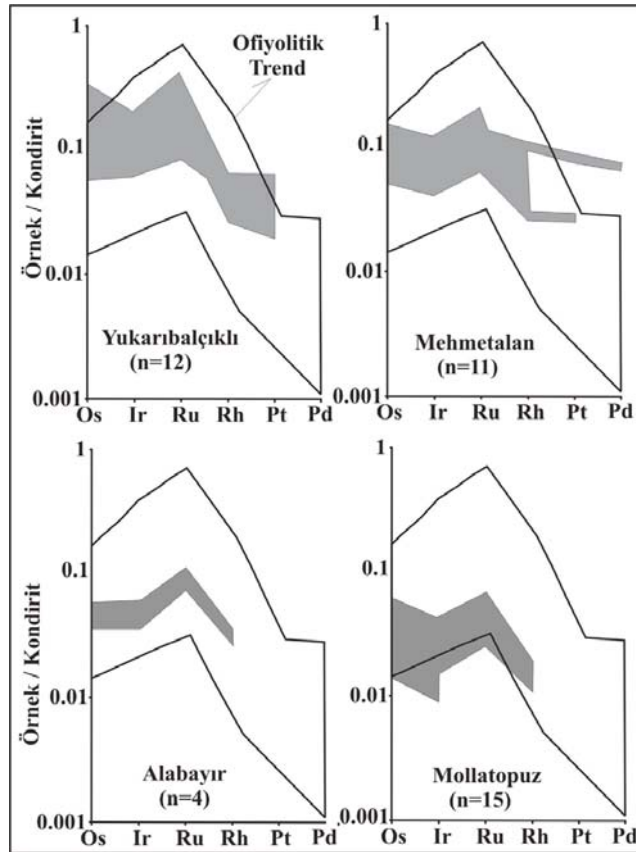 1
0.1
0.01
0.001
Örnek / Kondirit
Ofiyolitik
Trend
Yukarıbalçıklı
(n=12)
Os Ir Ru Rh Pt Pd
1
0.1
0.01
0.001
Mehmetalan
(n=11)
Os Ir Ru Rh Pt Pd
1
0.1
0.01
0.001
Örnek / Kondirit
Alabayır
(n=4)
Os Ir Ru Rh Pt Pd
1
0.1
0.01
0.001
Mollatopuz
(n=15)
Os Ir Ru Rh Pt Pd